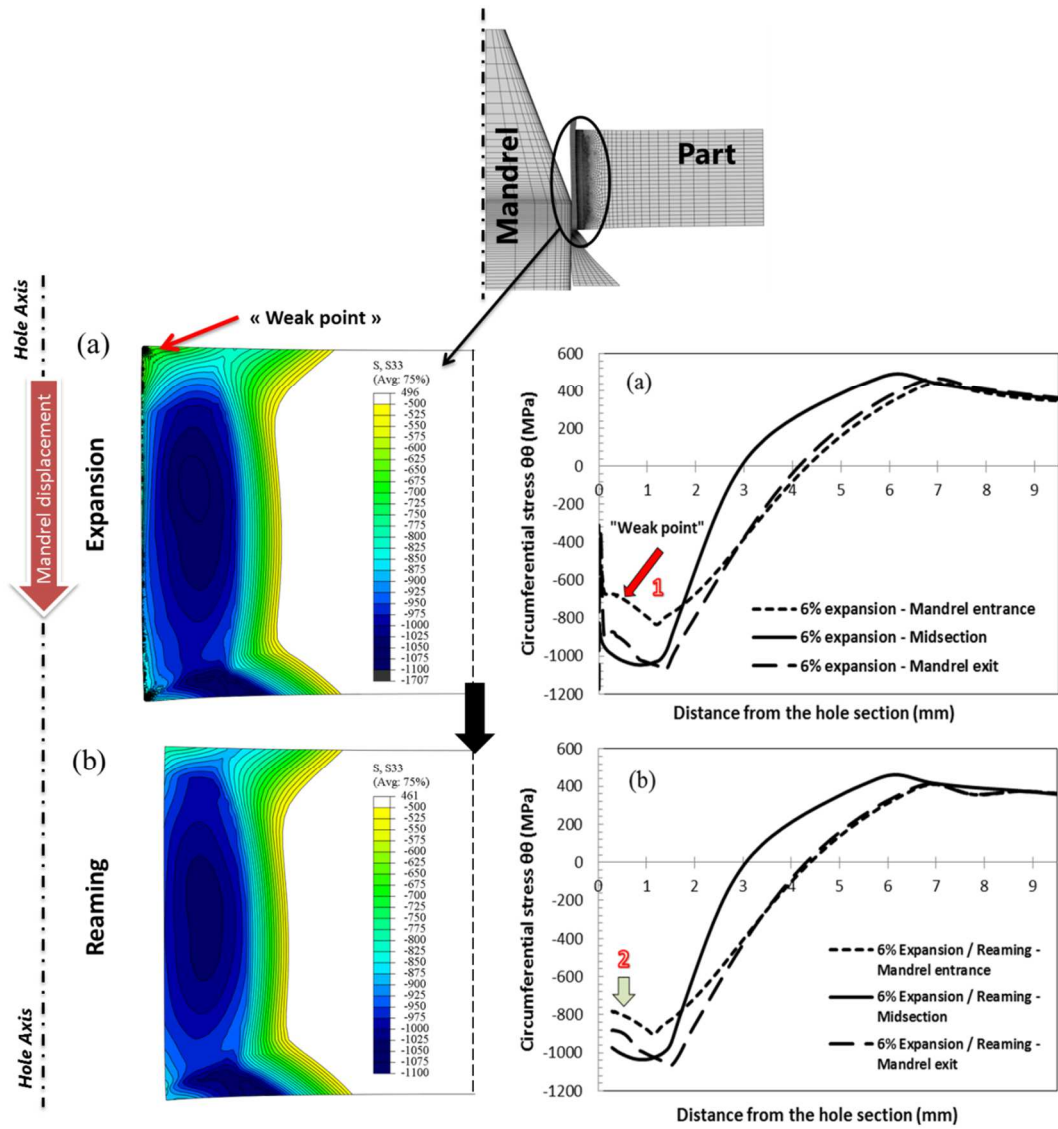 Mandrel
Part
Hole Axis
Mandrel displacement
Hole Axis
(a)
« Weak point »
Expansion
S, S33
(Avg: 75%)
496
-500
-525
-550
-575
-600
-625
-650
-675
-700
-725
-750
-775
-800
-825
-850
-875
-900
-925
-950
-975
-1000
-1025
-1050
-1075
-1100
-1707
(a)
Circumferential stress θθ (MPa)
600
400
200
0
-200
-400
-600
-800
-1000
-1200
0 1 2 3 4 5 6 7 8 9
"Weak point"
1
6% expansion - Mandrel entrance
6% expansion - Midsection
6% expansion - Mandrel exit
Distance from the hole section (mm)
(b)
Reaming
S, S33
(Avg: 75%)
461
-500
-525
-550
-575
-600
-625
-650
-675
-700
-725
-750
-775
-800
-825
-850
-875
-900
-925
-950
-975
-1000
-1025
-1050
-1075
-1100
(b)
Circumferential stress θθ (MPa)
600
400
200
0
-200
-400
-600
-800
-1000
-1200
0 1 2 3 4 5 6 7 8 9
2
6% Expansion / Reaming -
Mandrel entrance
6% Expansion / Reaming -
Midsection
6% Expansion / Reaming -
Mandrel exit
Distance from the hole section (mm)